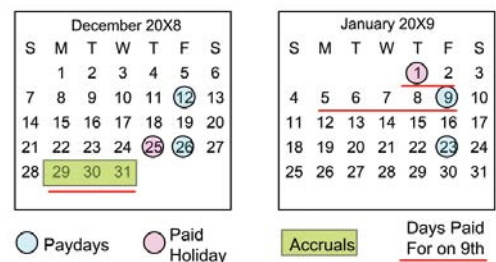 December 20X8
S M T W T F S
1 2 3 4 5 6
7 8 9 10 11 12 13
14 15 16 17 18 19 20
21 22 23 24 25 26 27
28 29 30 31
January 20X9
S M T W T F S
1 2 3
4 5 6 7 8 9 10
11 12 13 14 15 16 17
18 19 20 21 22 23 24
25 26 27 28 29 30 31
Paydays
Paid
Holiday
Accruals
Days Paid
For on 9th